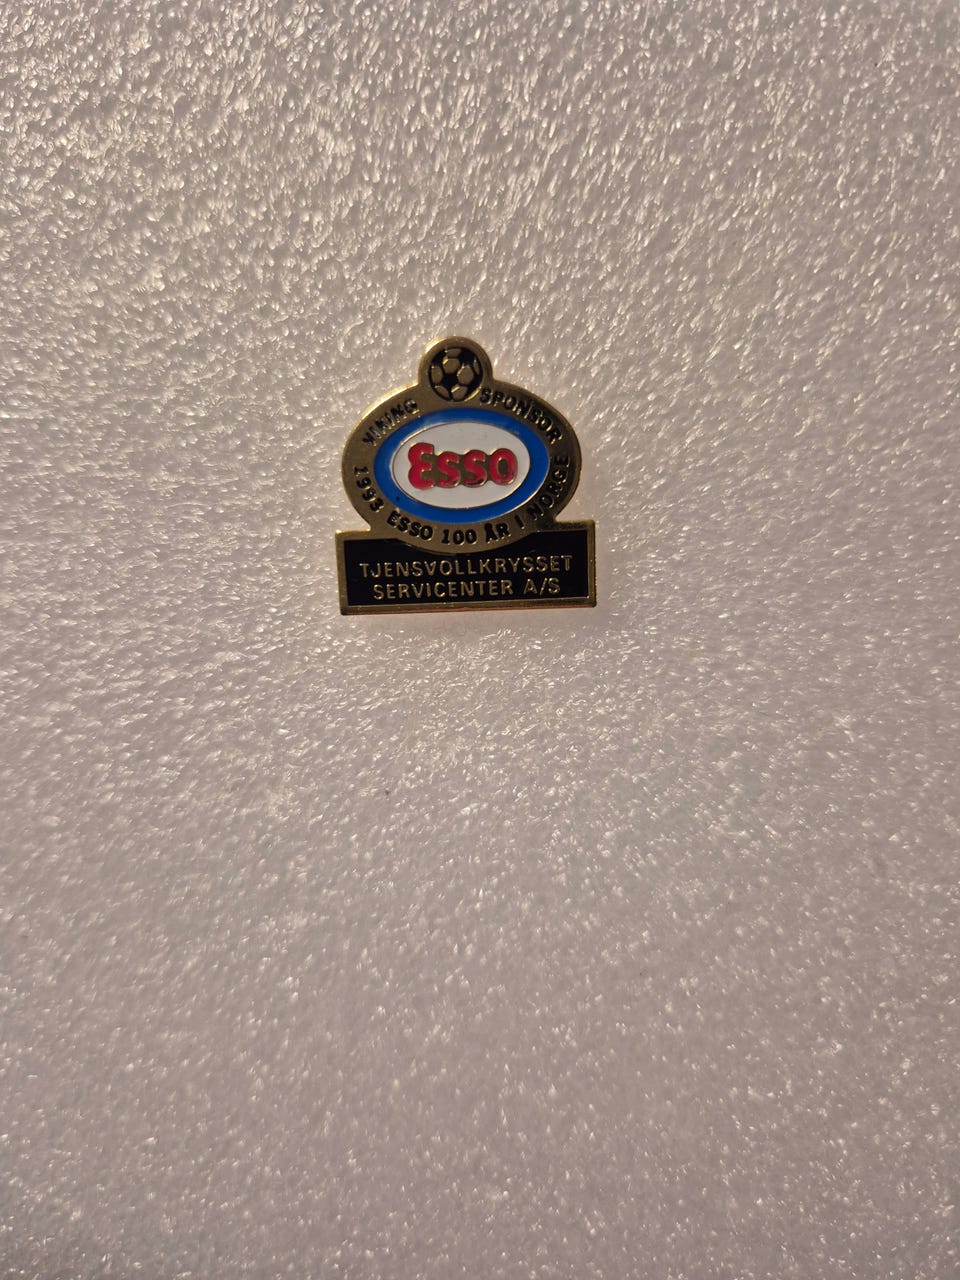 VIKING SPONSOR
Esso
1993 ESSO 100 ÅR I NORGE
TJENSVOLLKRYSSET
SERVICENTER A/S